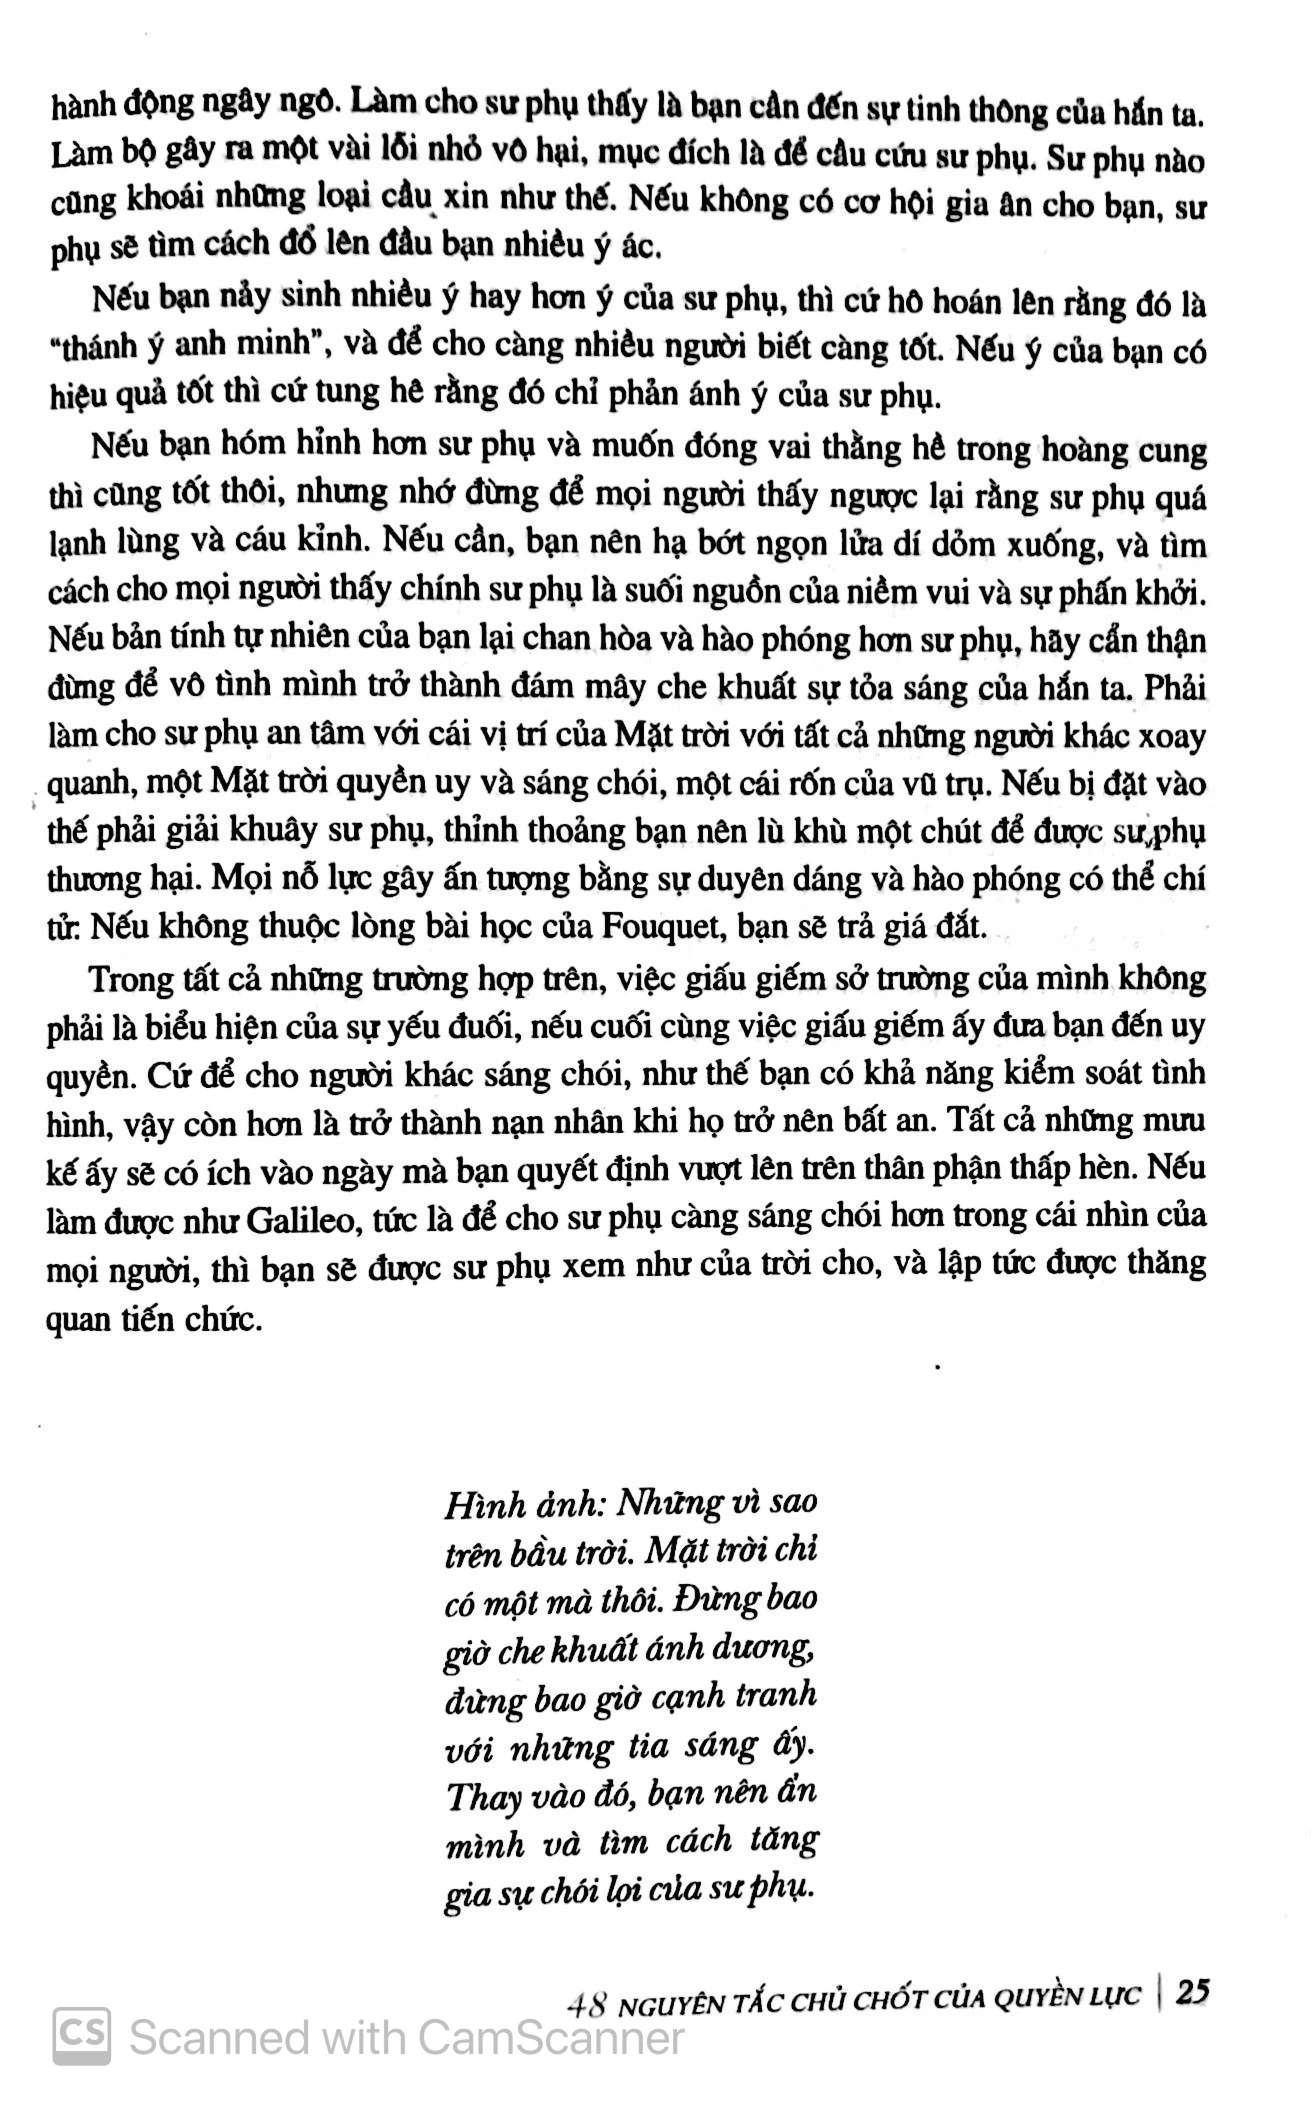 hành động ngây ngô. Làm cho sư phụ thấy là bạn cần đến sự tinh thông của hắn ta.
Làm bộ gây ra một vài lỗi nhỏ vô hại, mục đích là để cầu cứu sư phụ. Sư phụ nào
cũng khoái những loại cầu xin như thế. Nếu không có cơ hội gia ân cho bạn, sư
phụ sẽ tìm cách đổ lên đầu bạn nhiều ý ác.
Nếu bạn nảy sinh nhiều ý hay hơn ý của sư phụ, thì cứ hô hoán lên rằng đó là
“thánh ý anh minh”, và để cho càng nhiều người biết càng tốt. Nếu ý của bạn có
hiệu quả tốt thì cứ tung hê rằng đó chỉ phản ánh ý của sư phụ.
Nếu bạn hóm hỉnh hơn sư phụ và muốn đóng vai thằng hề trong hoàng cung
thì cũng tốt thôi, nhưng nhớ đừng để mọi người thấy ngược lại rằng sư phụ quá
lạnh lùng và cáu kỉnh. Nếu cần, bạn nên hạ bớt ngọn lửa dí dỏm xuống, và tìm
cách cho mọi người thấy chính sư phụ là suối nguồn của niềm vui và sự phấn khởi.
Nếu bản tính tự nhiên của bạn lại chan hòa và hào phóng hơn sư phụ, hãy cẩn thận
đừng để vô tình mình trở thành đám mây che khuất sự tỏa sáng của hắn ta. Phải
làm cho sư phụ an tâm với cái vị trí của Mặt trời với tất cả những người khác xoay
quanh, một Mặt trời quyền uy và sáng chói, một cái rốn của vũ trụ. Nếu bị đặt vào
thế phải giải khuây sư phụ, thỉnh thoảng bạn nên lù khù một chút để được sư phụ
thương hại. Mọi nỗ lực gây ấn tượng bằng sự duyên dáng và hào phóng có thể chí
tử: Nếu không thuộc lòng bài học của Fouquet, bạn sẽ trả giá đắt.
Trong tất cả những trường hợp trên, việc giấu giếm sở trường của mình không
phải là biểu hiện của sự yếu đuối, nếu cuối cùng việc giấu giếm ấy đưa bạn đến uy
quyền. Cứ để cho người khác sáng chói, như thế bạn có khả năng kiểm soát tình
hình, vậy còn hơn là trở thành nạn nhân khi họ trở nên bất an. Tất cả những mưu
kế ấy sẽ có ích vào ngày mà bạn quyết định vượt lên trên thân phận thấp hèn. Nếu
làm được như Galileo, tức là để cho sư phụ càng sáng chói hơn trong cái nhìn của
mọi người, thì bạn sẽ được sư phụ xem như của trời cho, và lập tức được thăng
quan tiến chức.
Hình ảnh: Những vì sao
trên bầu trời. Mặt trời chỉ
có một mà thôi. Đừng bao
giờ che khuất ánh dương,
đừng bao giờ cạnh tranh
với những tia sáng ấy.
Thay vào đó, bạn nên ẩn
mình và tìm cách tăng
gia sự chói lọi của sư phụ.
48 NGUYÊN TẮC CHỦ CHỐT CỦA QUYỀN LỰC | 25
CS Scanned with CamScanner